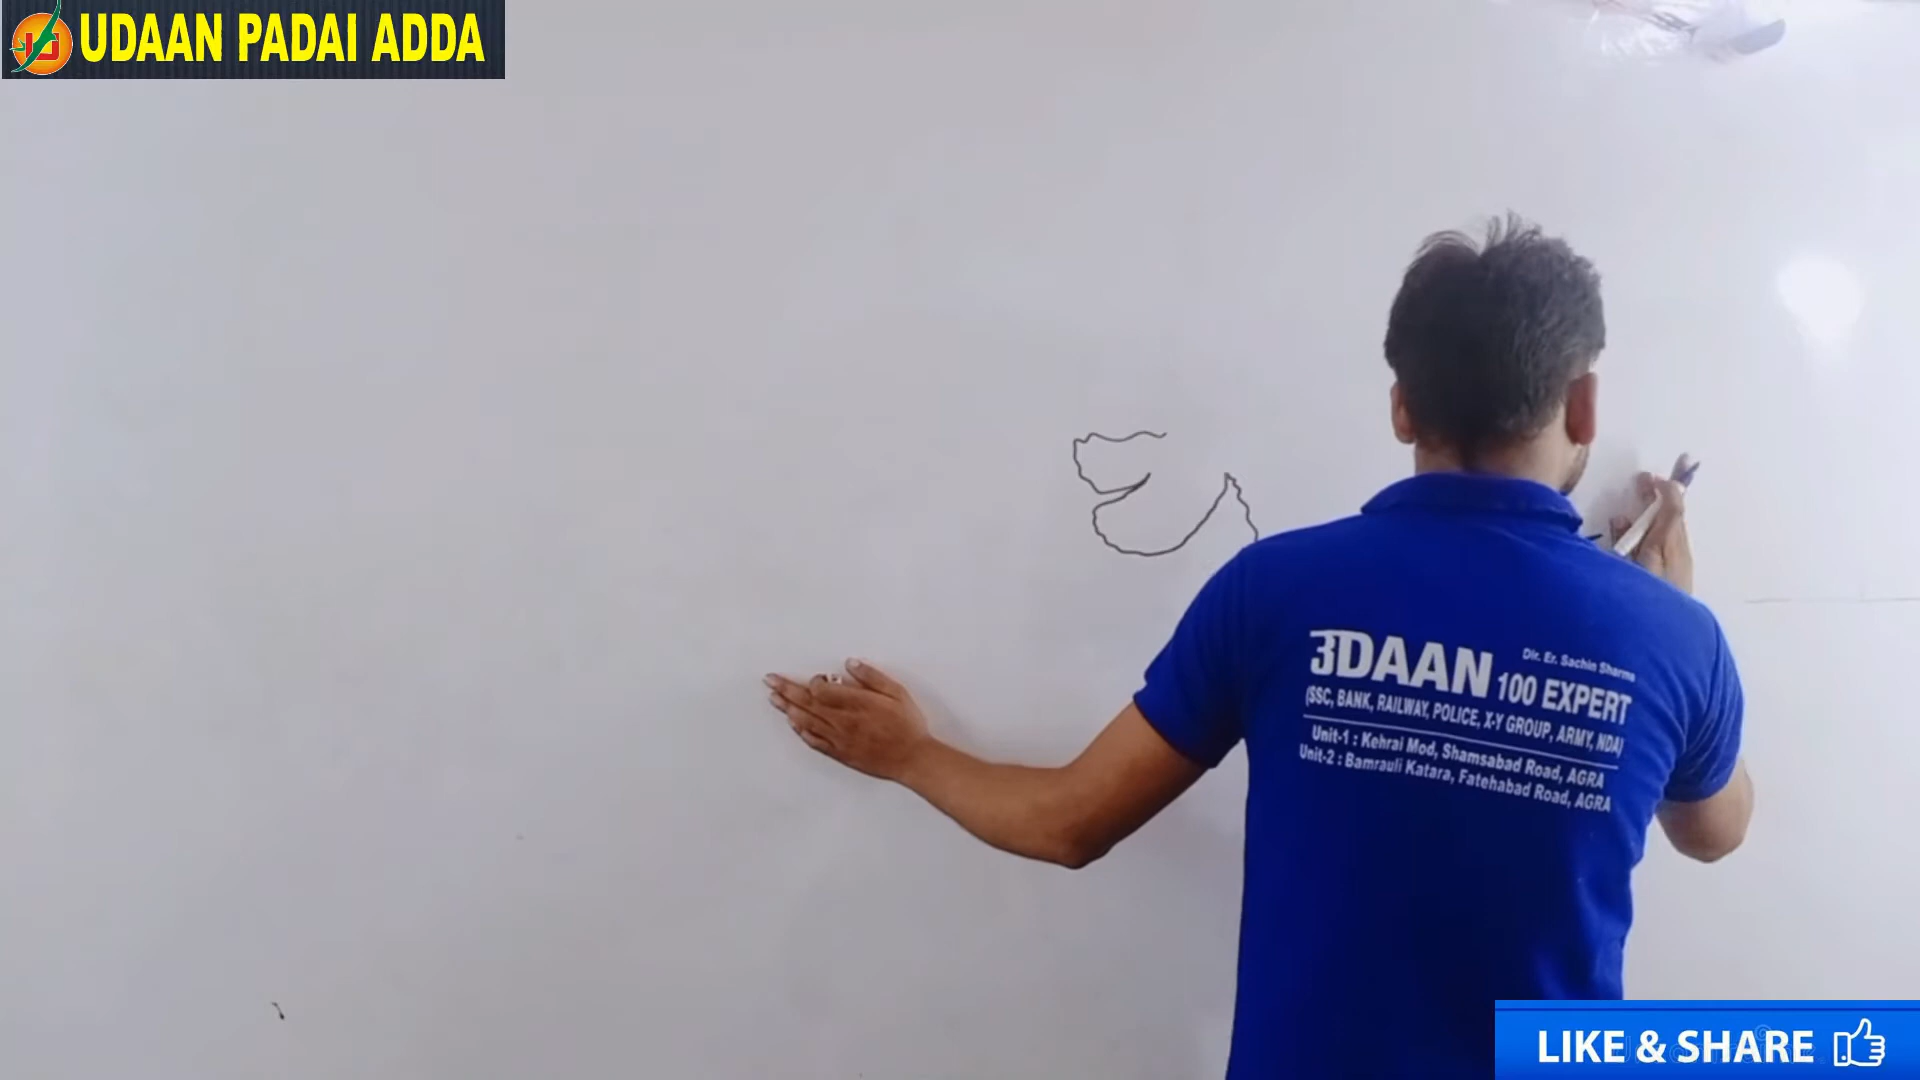 UDAAN PADAI ADDA
3DAAN 100 EXPERT
Dir. Er. Sachin Sharma
(SSC, BANK, RAILWAY, POLICE, X-Y GROUP, ARMY, NDA)
Unit-1 : Kehrai Mod, Shamsabad Road, AGRA
Unit-2 : Bamrauli Katara, Fatehabad Road, AGRA
LIKE & SHARE